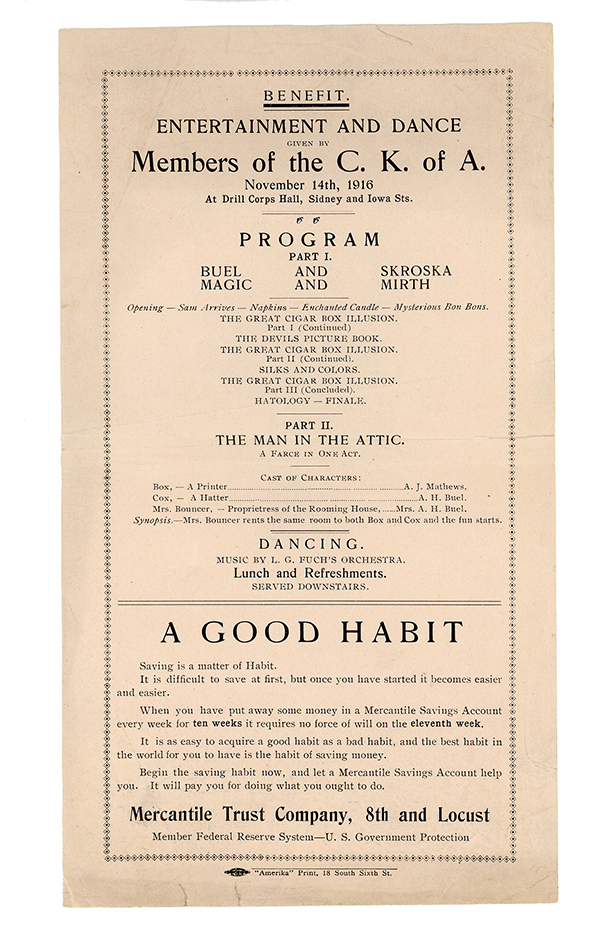 BENEFIT.
ENTERTAINMENT AND DANCE
GIVEN BY
Members of the C. K. of A.
November 14th, 1916
At Drill Corps Hall, Sidney and Iowa Sts.
PROGRAM
PART I.
BUEL AND SKROSKA
MAGIC AND MIRTH
Opening — Sam Arrives — Napkins — Enchanted Candle — Mysterious Bon Bons.
THE GREAT CIGAR BOX ILLUSION.
Part I (Continued)
THE DEVILS PICTURE BOOK.
THE GREAT CIGAR BOX ILLUSION.
Part II (Continued).
SILKS AND COLORS.
THE GREAT CIGAR BOX ILLUSION.
Part III (Concluded).
HATOLOGY — FINALE.
PART II.
THE MAN IN THE ATTIC.
A FARCE IN ONE ACT.
CAST OF CHARACTERS:
Box, — A Printer........A. J. Mathews.
Cox, — A Hatter........A. H. Buel.
Mrs. Bouncer, — Proprietress of the Rooming House, ......Mrs. A. H. Buel.
Synopsis.—Mrs. Bouncer rents the same room to both Box and Cox and the fun starts.
DANCING.
MUSIC BY L. G. FUCH'S ORCHESTRA.
Lunch and Refreshments.
SERVED DOWNSTAIRS.
A GOOD HABIT
Saving is a matter of Habit.
It is difficult to save at first, but once you have started it becomes easier
and easier.
When you have put away some money in a Mercantile Savings Account
every week for ten weeks it requires no force of will on the eleventh week.
It is as easy to acquire a good habit as a bad habit, and the best habit in
the world for you to have is the habit of saving money.
Begin the saving habit now, and let a Mercantile Savings Account help
you. It will pay you for doing what you ought to do.
Mercantile Trust Company, 8th and Locust
Member Federal Reserve System—U. S. Government Protection
"Amerika" Print, 18 South Sixth St.